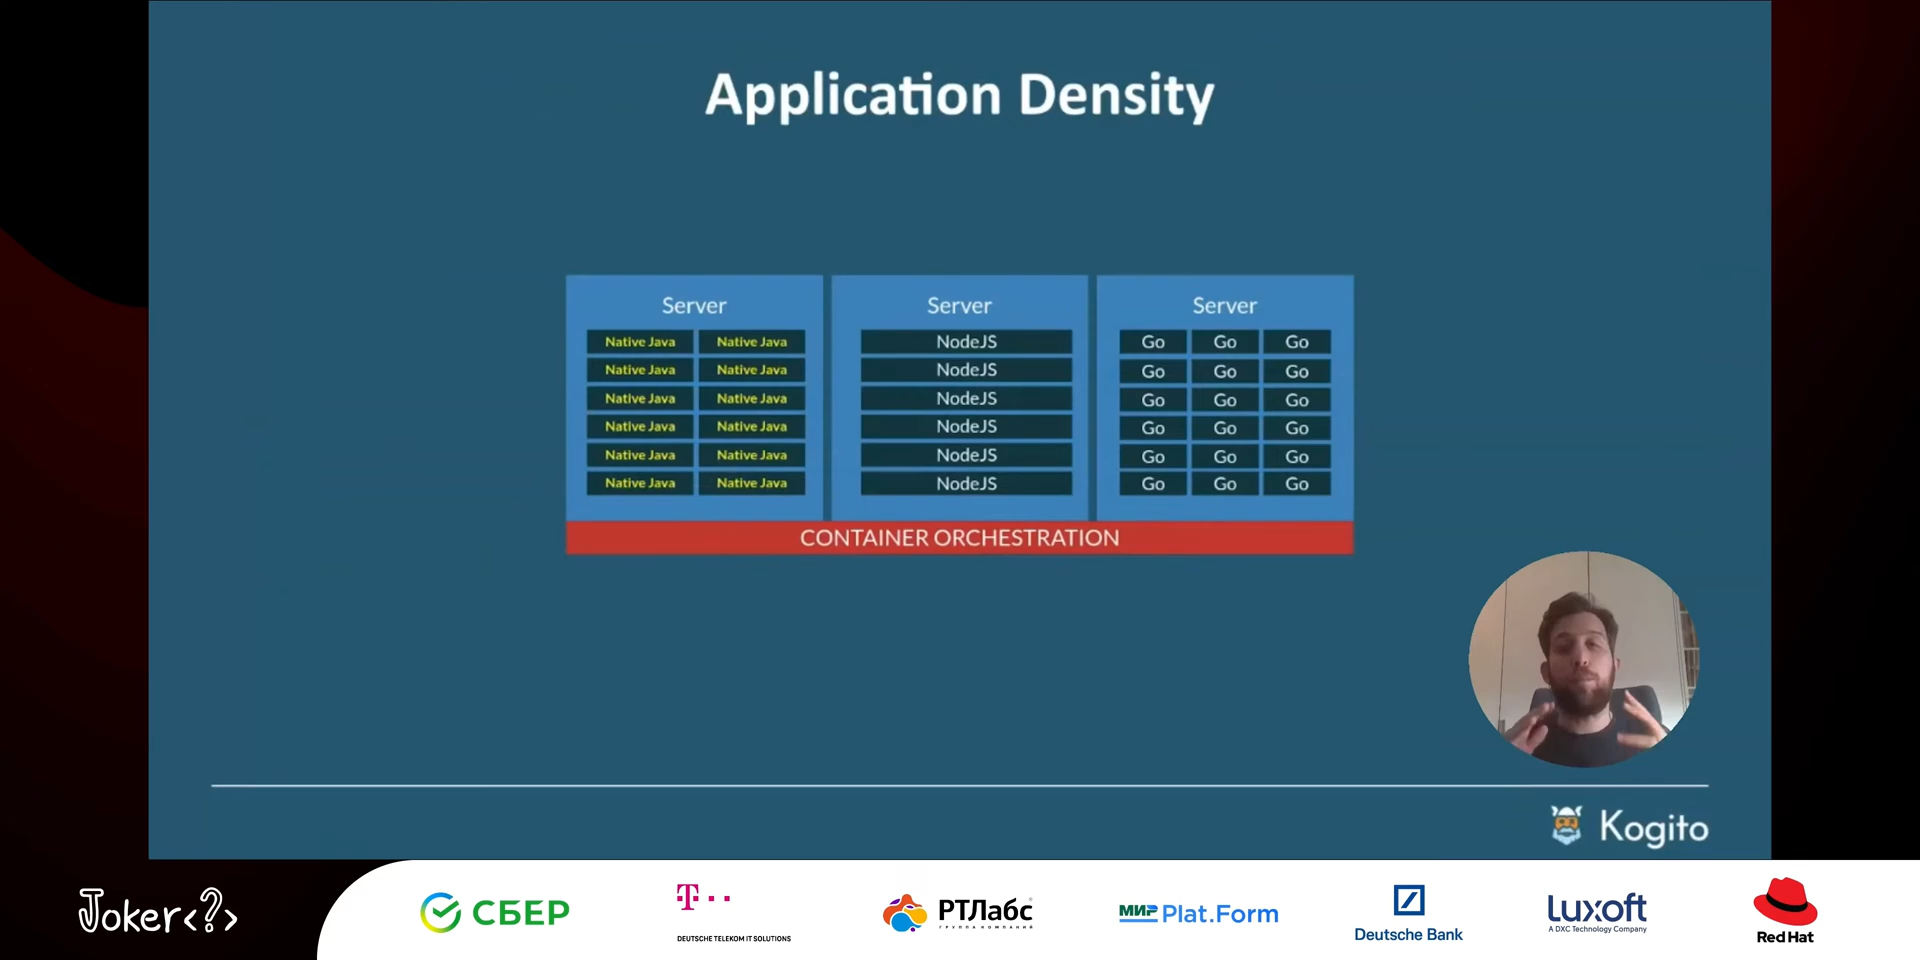 Application Density
Server
Native Java Native Java
Native Java Native Java
Native Java Native Java
Native Java Native Java
Native Java Native Java
Native Java Native Java
Server
NodeJS
NodeJS
NodeJS
NodeJS
NodeJS
NodeJS
Server
Go Go Go
Go Go Go
Go Go Go
Go Go Go
Go Go Go
Go Go Go
CONTAINER ORCHESTRATION
Kogito
Joker<?>
СБЕР
T
DEUTSCHE TELEKOM IT SOLUTIONS
РТЛабс
ГРУППА КОМПАНИЙ
МИР Plat.Form
Deutsche Bank
Luxoft
A DXC Technology Company
Red Hat